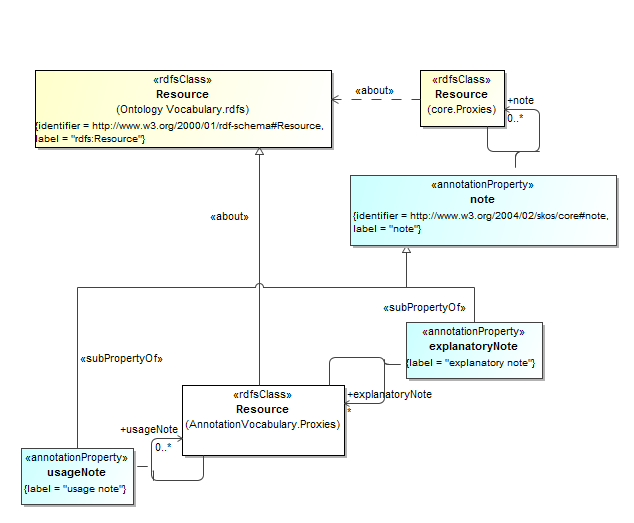 «rdfsClass»
Resource
(Ontology Vocabulary.rdfs)
{identifier = http://www.w3.org/2000/01/rdf-schema#Resource,
label = "rdfs:Resource"}
«about»
«rdfsClass»
Resource
(core.Proxies)
+note
0..*
«annotationProperty»
note
{identifier = http://www.w3.org/2004/02/skos/core#note,
label = "note"}
«about»
«subPropertyOf»
«annotationProperty»
explanatoryNote
{label = "explanatory note"}
«subPropertyOf»
«rdfsClass»
Resource
(AnnotationVocabulary.Proxies)
+explanatoryNote
*
+usageNote
0..*
«annotationProperty»
usageNote
{label = "usage note"}